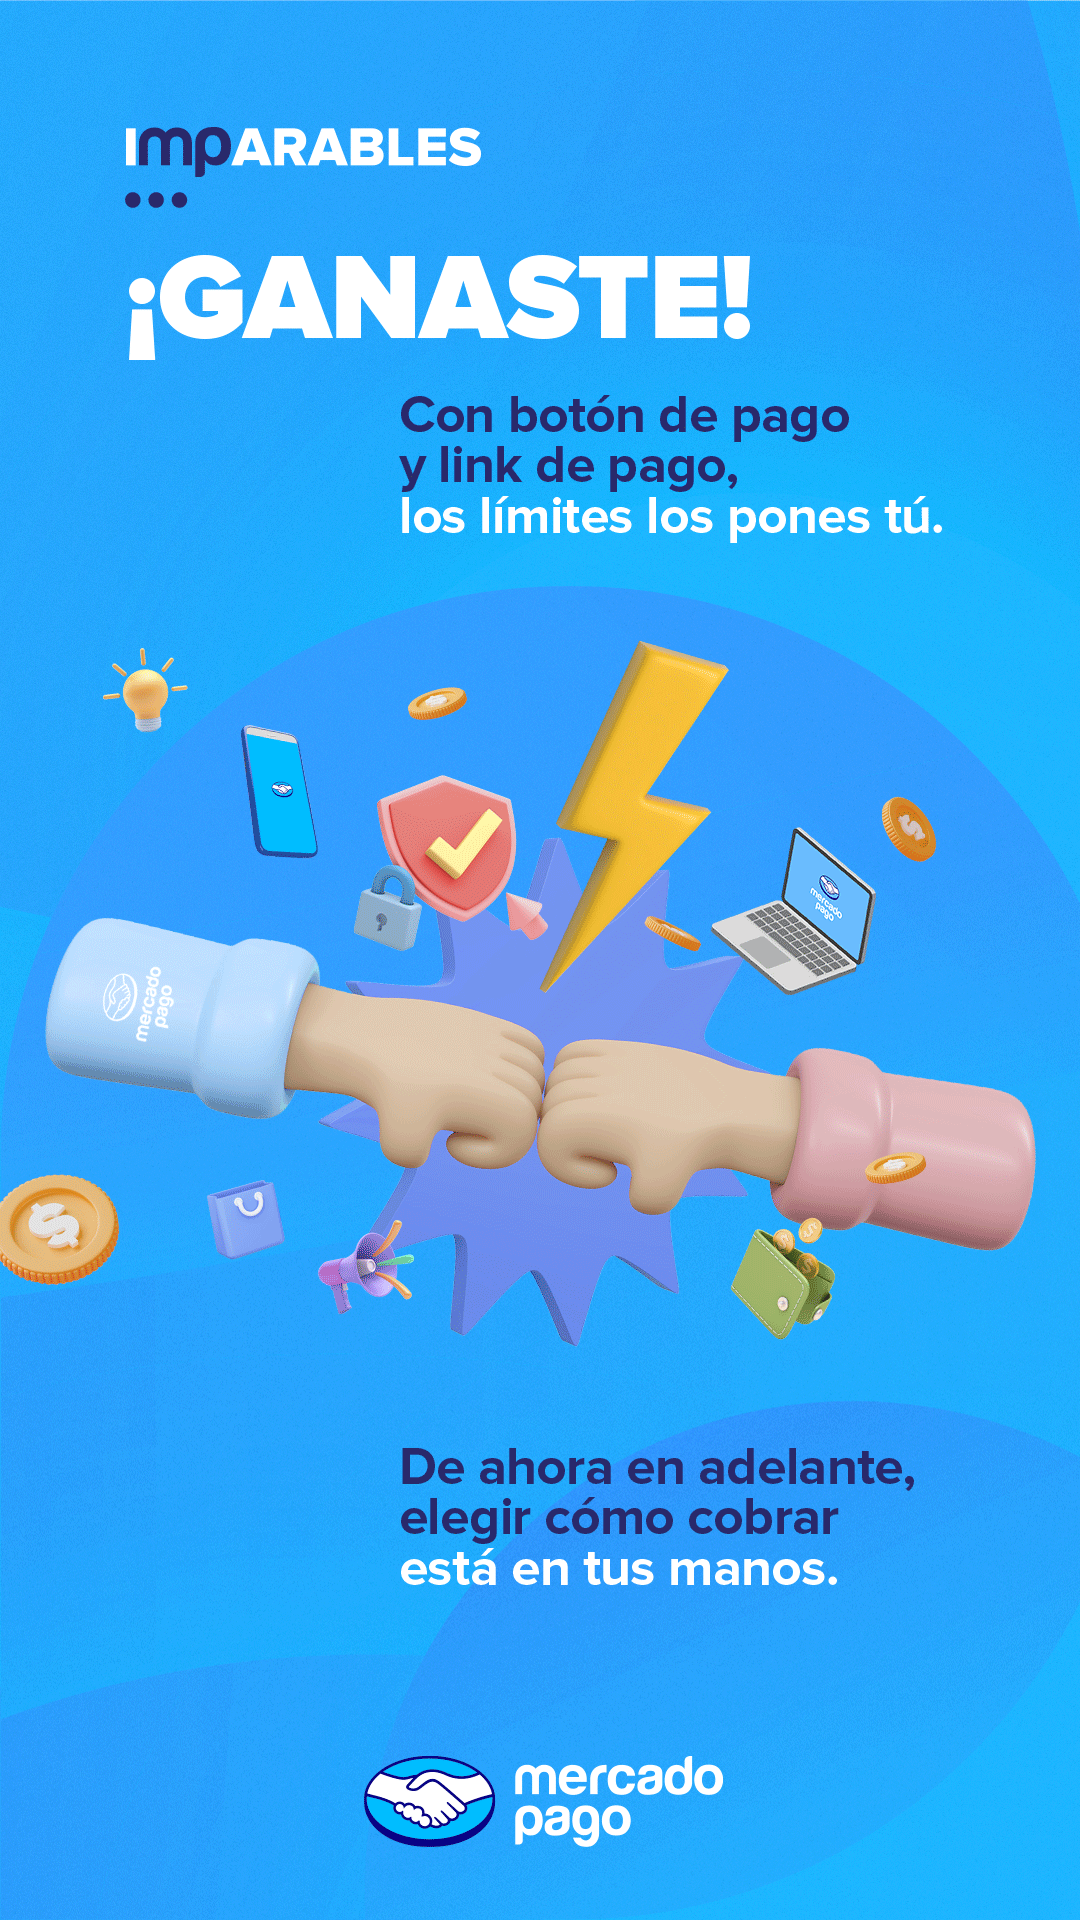 IMPARABLES
¡GANASTE!
Con botón de pago
y link de pago,
los límites los pones tú.
mercado
pago
mercado
pago
De ahora en adelante,
elegir cómo cobrar
está en tus manos.
mercado
pago